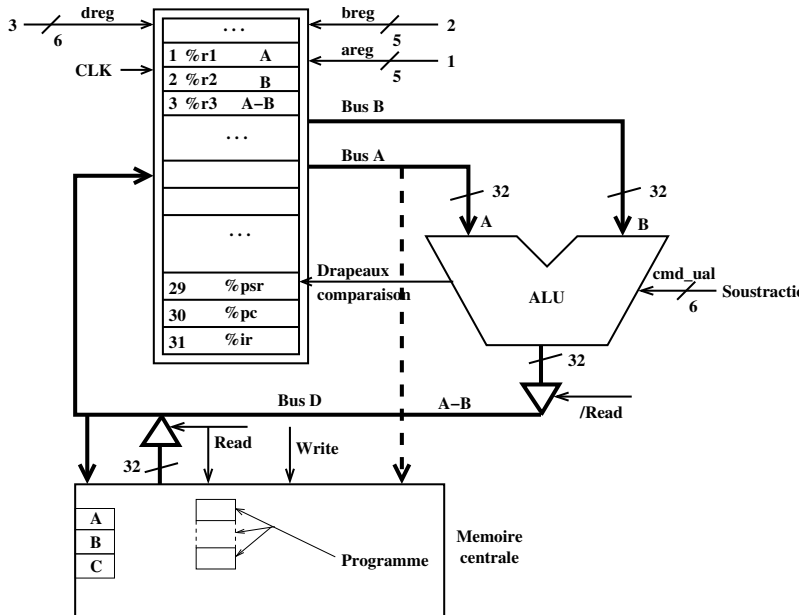 3 dreg 6
breg 5 2
areg 5 1
CLK
...
1 %r1 A
2 %r2 B
3 %r3 A-B
...
...
29 %psr
30 %pc
31 %ir
Bus B
Bus A
32
32
A
B
Drapeaux
comparaison
ALU
cmd_ual
6
Soustractio
32
Bus D
A-B
/Read
32
Read
Write
A
B
C
Programme
Memoire
centrale